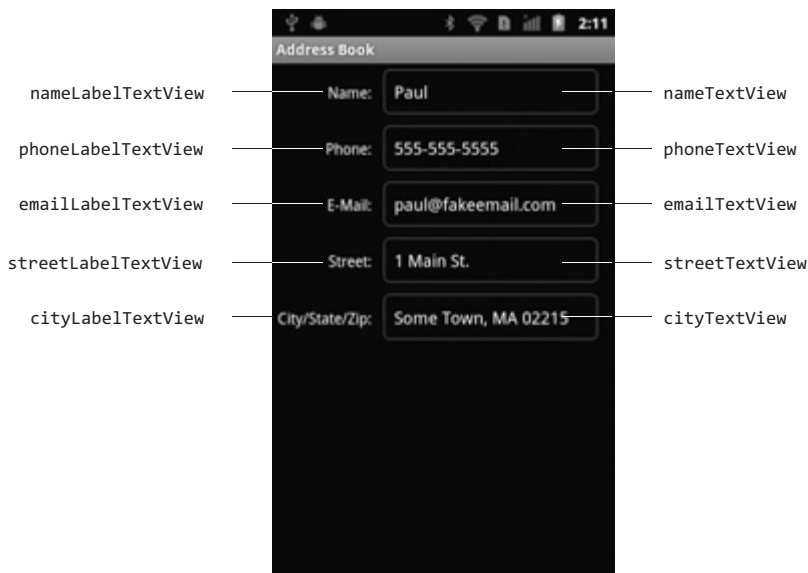 2:11
Address Book
nameLabelTextView Name: Paul nameTextView
phoneLabelTextView Phone: 555-555-5555 phoneTextView
emailLabelTextView E-Mail: paul@fakeemail.com emailTextView
streetLabelTextView Street: 1 Main St. streetTextView
cityLabelTextView City/State/Zip: Some Town, MA 02215 cityTextView